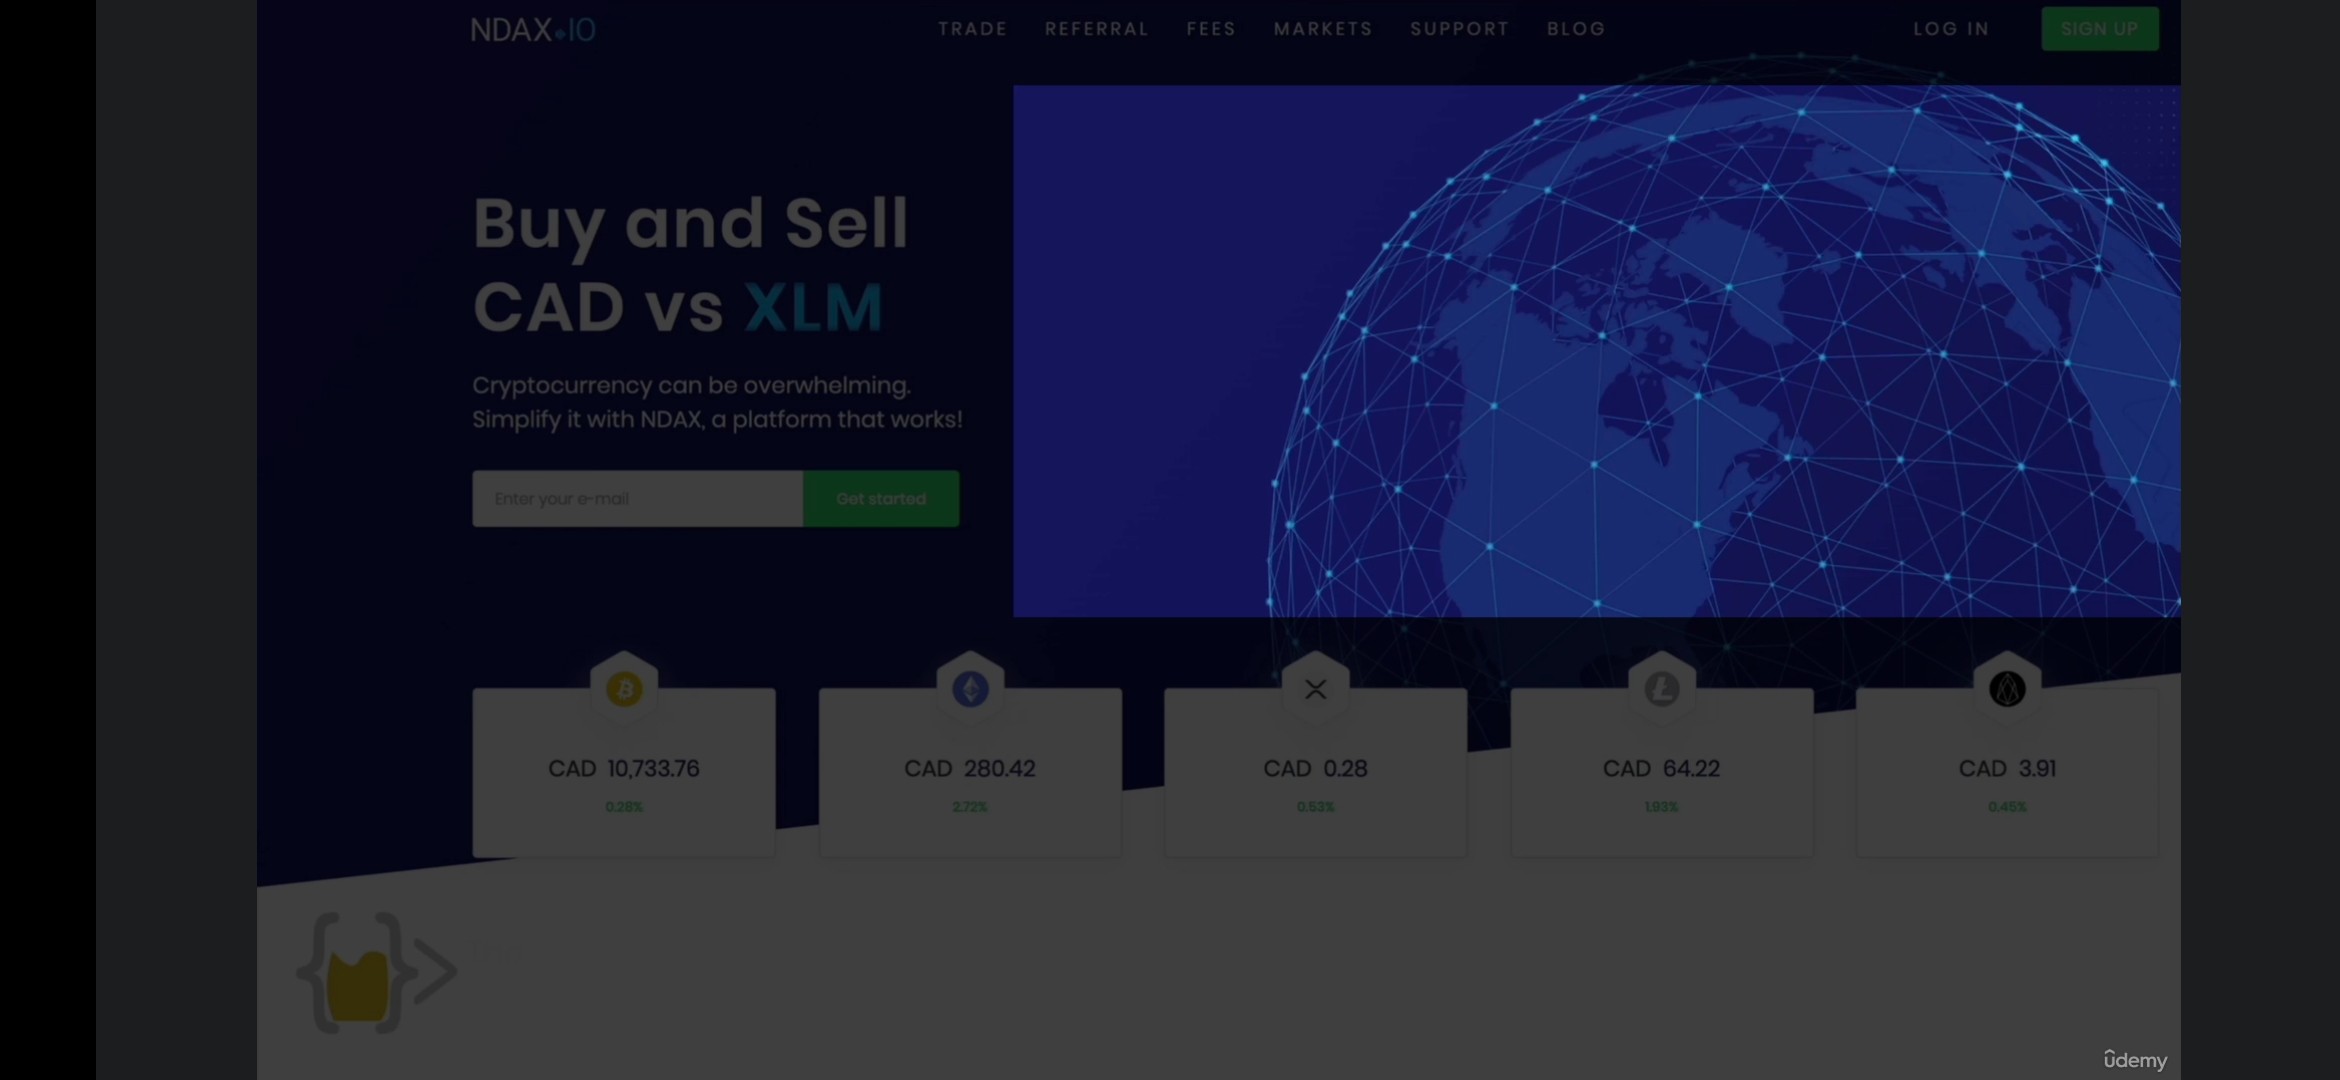 NDAX.IO
TRADE REFERRAL FEES MARKETS SUPPORT BLOG LOG IN SIGN UP
Buy and Sell
CAD vs XLM
Cryptocurrency can be overwhelming.
Simplify it with NDAX, a platform that works!
Enter your e-mail Get started
CAD 10,733.76 CAD 280.42 CAD 0.28 CAD 64.22 CAD 3.91
0.28% 2.72% 0.53% 1.93% 0.45%
udemy